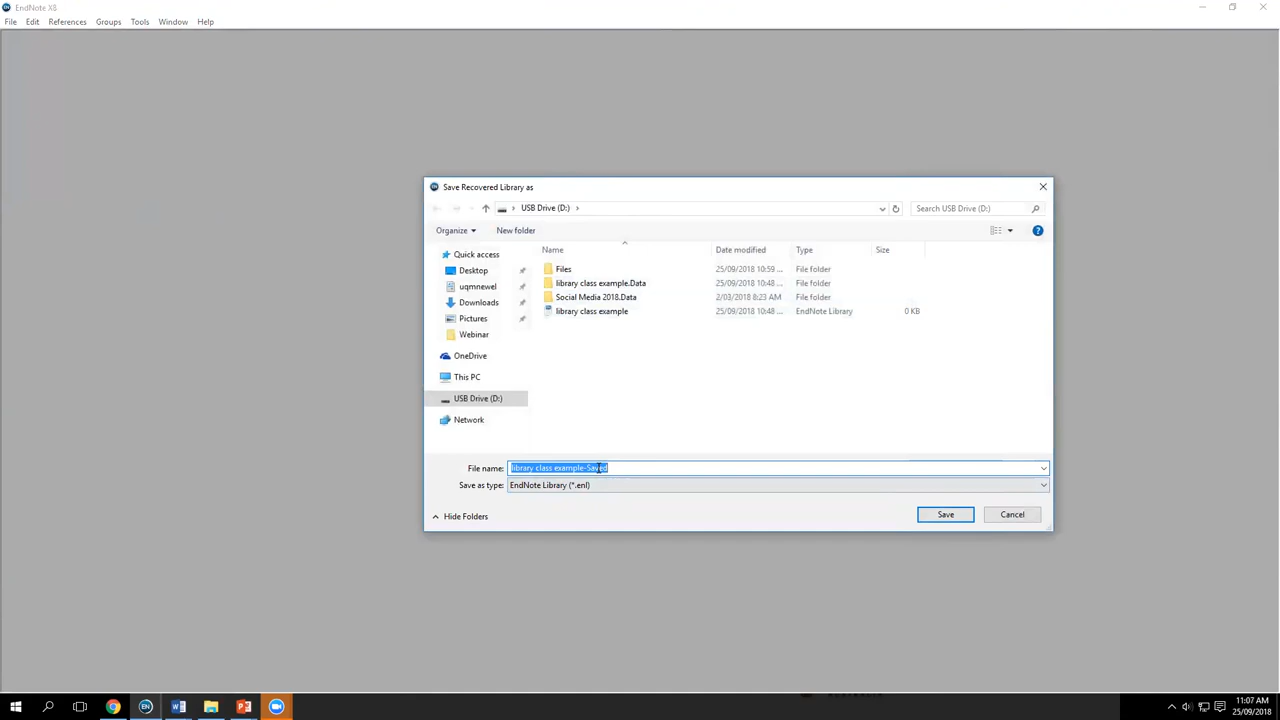 EndNote X8
File Edit References Groups Tools Window Help
Save Recovered Library as
USB Drive (D:)
Search USB Drive (D:)
Organize
New folder
Name Date modified Type Size
Quick access
Desktop
uqmnewel
Downloads
Pictures
Webinar
OneDrive
This PC
USB Drive (D:)
Network
Files 25/09/2018 10:59 ... File folder
library class example.Data 25/09/2018 10:48 ... File folder
Social Media 2018.Data 2/03/2018 8:23 AM File folder
library class example 25/09/2018 10:48 ... EndNote Library 0 KB
File name: library class example-Saved
Save as type: EndNote Library (*.enl)
Hide Folders
Save
Cancel
EN
11:07 AM
25/09/2018